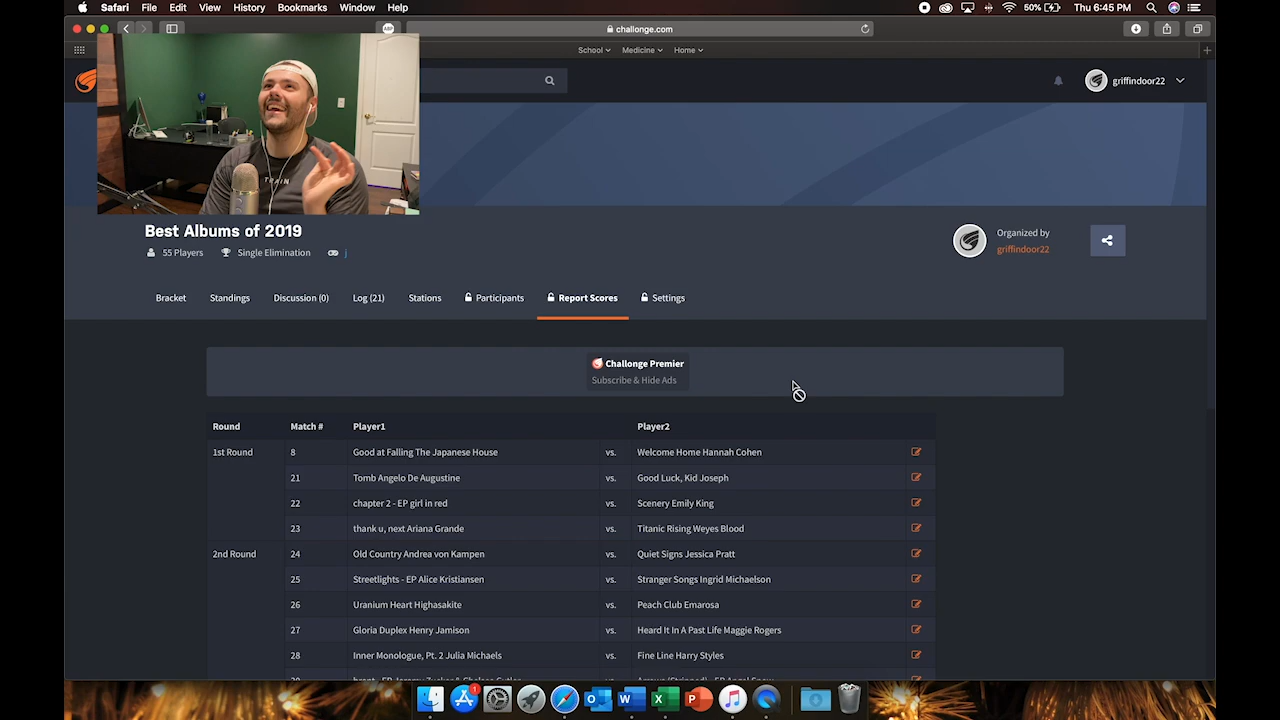 Safari File Edit View History Bookmarks Window Help 50% Thu 6:45 PM
ABP challonge.com
School Medicine Home
griffindoor22
TRAIN
Best Albums of 2019
55 Players Single Elimination j
Organized by
griffindoor22
Bracket Standings Discussion (0) Log (21) Stations Participants Report Scores Settings
Challonge Premier
Subscribe & Hide Ads
Round Match # Player1 Player2
1st Round 8 Good at Falling The Japanese House vs. Welcome Home Hannah Cohen
21 Tomb Angelo De Augustine vs. Good Luck, Kid Joseph
22 chapter 2 - EP girl in red vs. Scenery Emily King
23 thank u, next Ariana Grande vs. Titanic Rising Weyes Blood
2nd Round 24 Old Country Andrea von Kampen vs. Quiet Signs Jessica Pratt
25 Streetlights - EP Alice Kristiansen vs. Stranger Songs Ingrid Michaelson
26 Uranium Heart Highasakite vs. Peach Club Emarosa
27 Gloria Duplex Henry Jamison vs. Heard It In A Past Life Maggie Rogers
28 Inner Monologue, Pt. 2 Julia Michaels vs. Fine Line Harry Styles
1